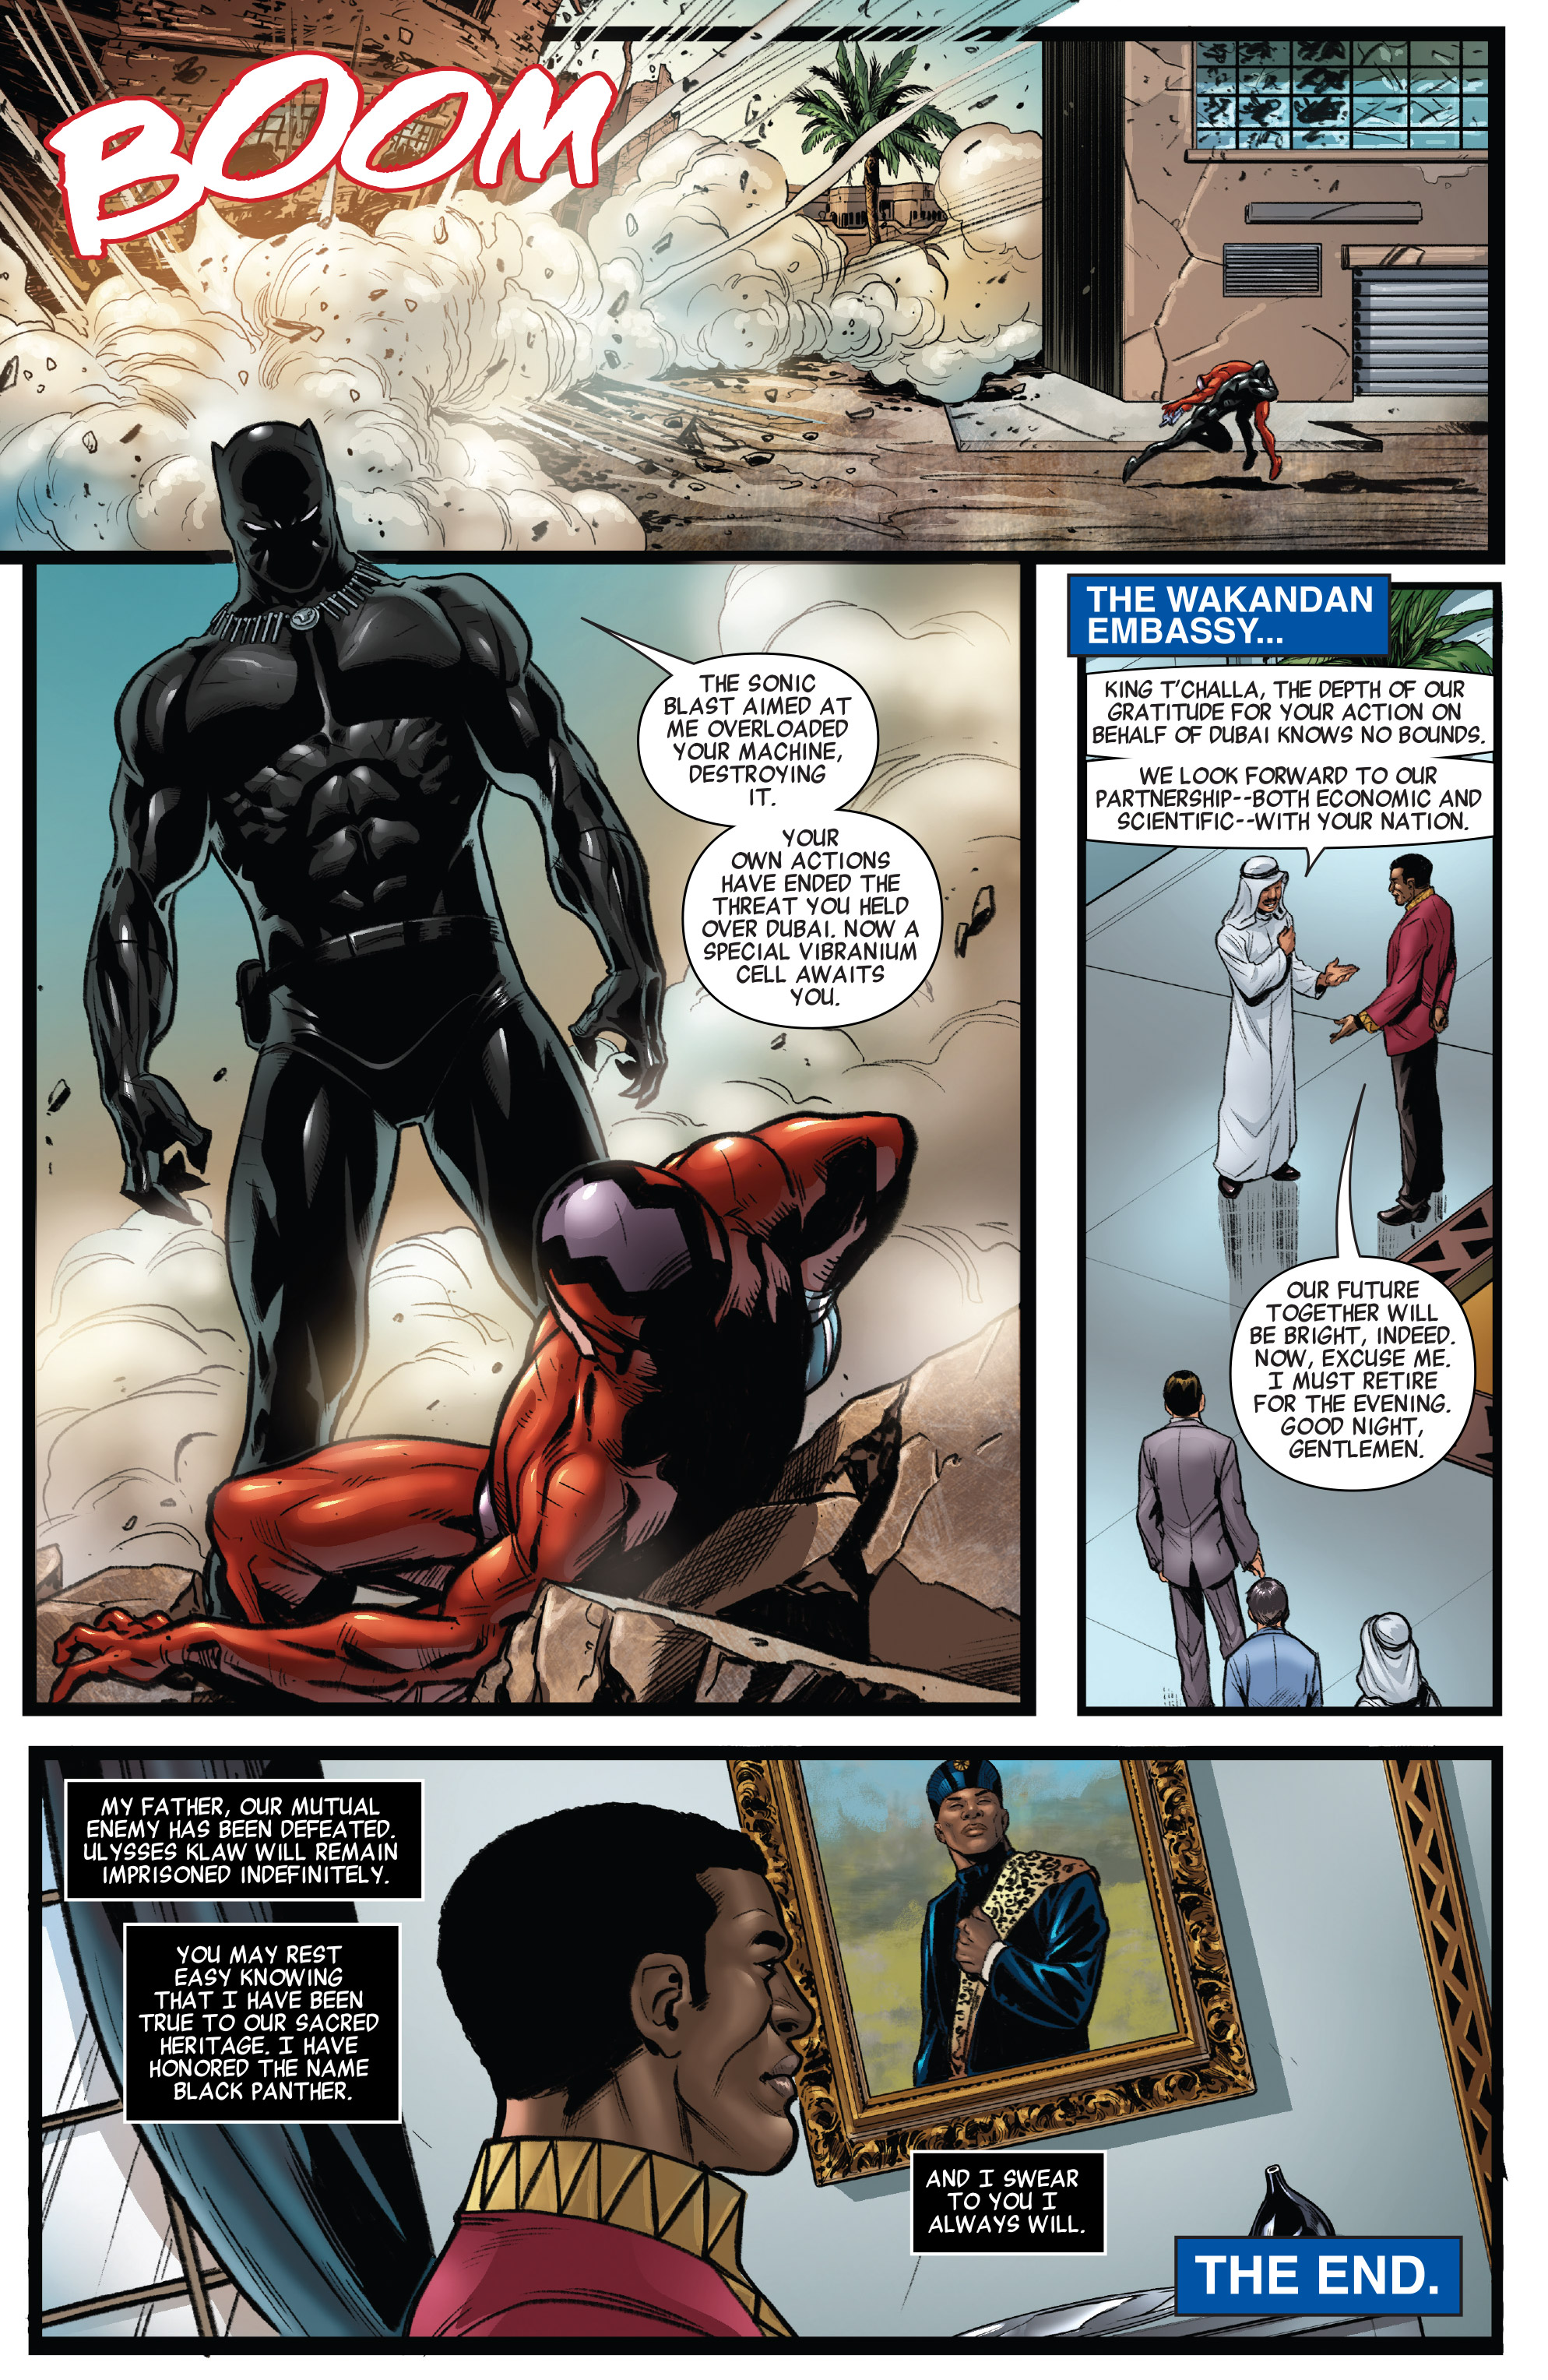 BOOM
THE SONIC
BLAST AIMED AT
ME OVERLOADED
YOUR MACHINE,
DESTROYING
IT.
YOUR
OWN ACTIONS
HAVE ENDED THE
THREAT YOU HELD
OVER DUBAI. NOW A
SPECIAL VIBRANIUM
CELL AWAITS
YOU.
THE WAKANDAN
EMBASSY...
KING T'CHALLA, THE DEPTH OF OUR
GRATITUDE FOR YOUR ACTION ON
BEHALF OF DUBAI KNOWS NO BOUNDS.
WE LOOK FORWARD TO OUR
PARTNERSHIP--BOTH ECONOMIC AND
SCIENTIFIC--WITH YOUR NATION.
OUR FUTURE
TOGETHER WILL
BE BRIGHT, INDEED.
NOW, EXCUSE ME.
I MUST RETIRE
FOR THE EVENING.
GOOD NIGHT,
GENTLEMEN.
MY FATHER, OUR MUTUAL
ENEMY HAS BEEN DEFEATED.
ULYSSES KLAW WILL REMAIN
IMPRISONED INDEFINITELY.
YOU MAY REST
EASY KNOWING
THAT I HAVE BEEN
TRUE TO OUR SACRED
HERITAGE. I HAVE
HONORED THE NAME
BLACK PANTHER.
AND I SWEAR
TO YOU I
ALWAYS WILL.
THE END.